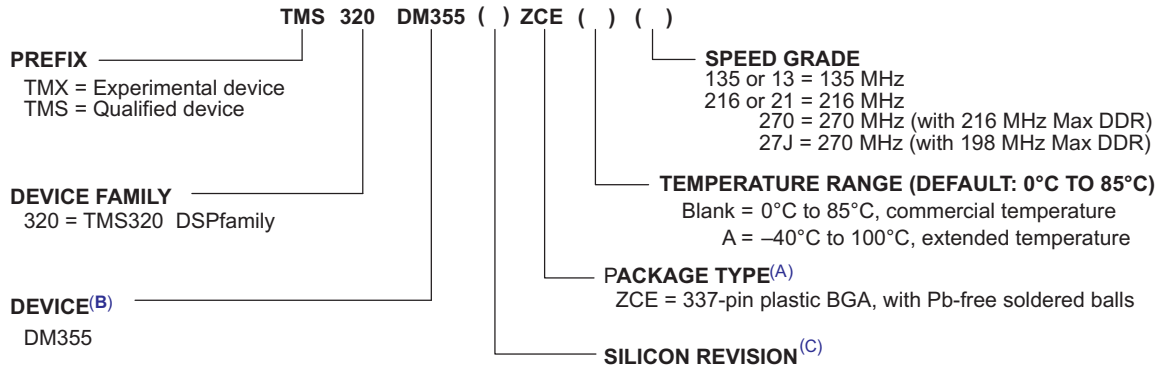 TMS 320 DM355 ( ) ZCE ( ) ( )
PREFIX
TMX = Experimental device
TMS = Qualified device
SPEED GRADE
135 or 13 = 135 MHz
216 or 21 = 216 MHz
270 = 270 MHz (with 216 MHz Max DDR)
27J = 270 MHz (with 198 MHz Max DDR)
DEVICE FAMILY
320 = TMS320 DSPfamily
TEMPERATURE RANGE (DEFAULT: 0°C TO 85°C)
Blank = 0°C to 85°C, commercial temperature
A = –40°C to 100°C, extended temperature
PACKAGE TYPE(A)
ZCE = 337-pin plastic BGA, with Pb-free soldered balls
DEVICE(B)
DM355
SILICON REVISION(C)